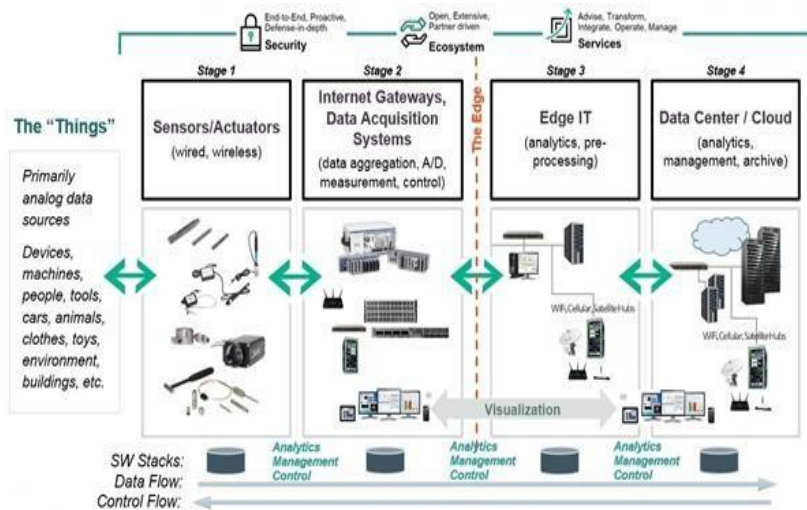 End-to-End, Proactive,
Defense-in-depth
Security
Open, Extensive,
Partner driven
Ecosystem
Advise, Transform,
Integrate, Operate, Manage
Services
The "Things"
Primarily
analog data
sources
Devices,
machines,
people, tools,
cars, animals,
clothes, toys,
environment,
buildings, etc.
Stage 1
Sensors/Actuators
(wired, wireless)
Stage 2
Internet Gateways,
Data Acquisition
Systems
(data aggregation, A/D,
measurement, control)
The Edge
Stage 3
Edge IT
(analytics, pre-
processing)
Stage 4
Data Center / Cloud
(analytics,
management, archive)
WiFi, Cellular, Satellite Hubs
WiFi, Cellular, Satellite Hubs
Visualization
SW Stacks:
Analytics
Management
Control
Analytics
Management
Control
Analytics
Management
Control
Data Flow:
Control Flow: